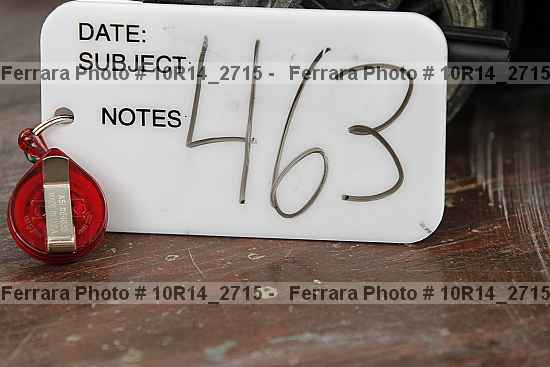 DATE:
SUBJECT:
Ferrara Photo # 10R14_2715 - Ferrara Photo # 10R14_2715
NOTES
463
Ferrara Photo # 10R14_2715 Ferrara Photo # 10R14_2715